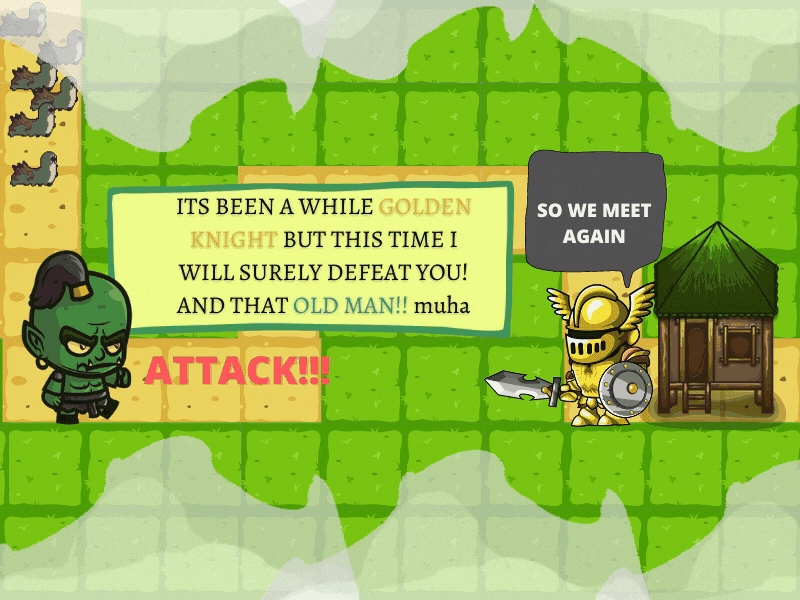 ITS BEEN A WHILE GOLDEN
KNIGHT BUT THIS TIME I
WILL SURELY DEFEAT YOU!
AND THAT OLD MAN!! muha
SO WE MEET
AGAIN
ATTACK!!!